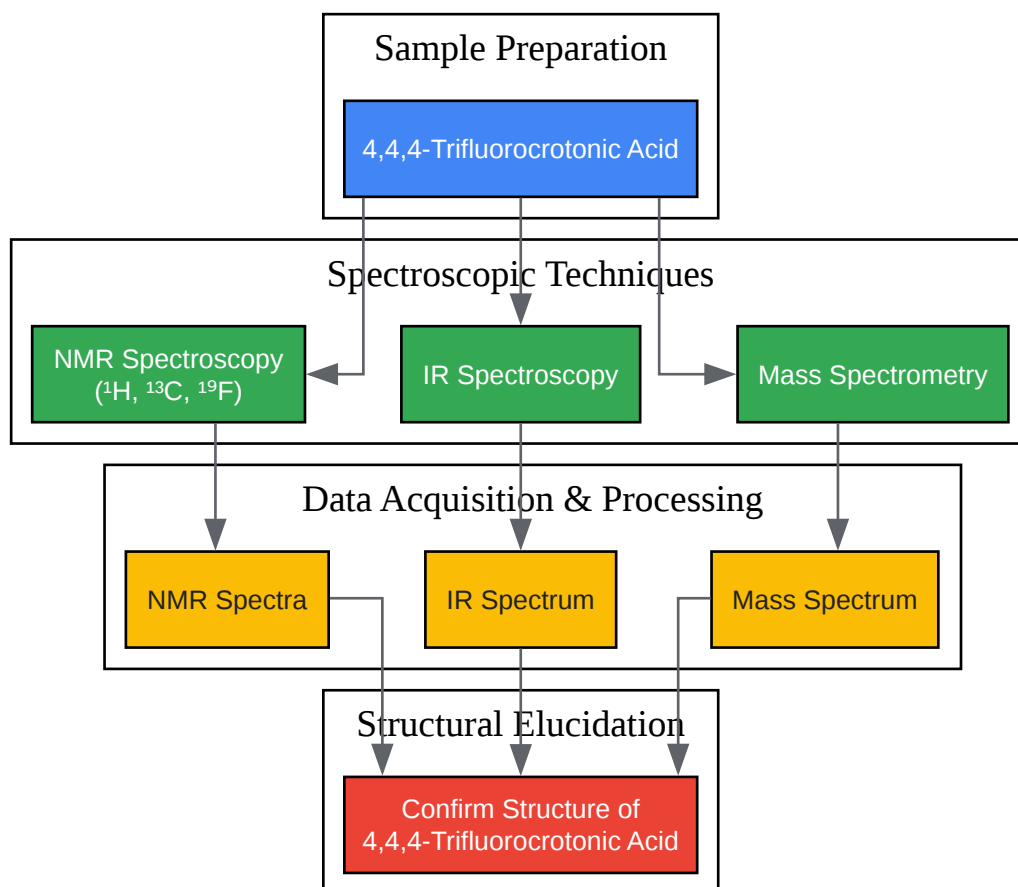 Sample Preparation
4,4,4-Trifluorocrotonic Acid
Spectroscopic Techniques
NMR Spectroscopy
(¹H, ¹³C, ¹⁹F)
IR Spectroscopy
Mass Spectrometry
Data Acquisition & Processing
NMR Spectra
IR Spectrum
Mass Spectrum
Structural Elucidation
Confirm Structure of
4,4,4-Trifluorocrotonic Acid